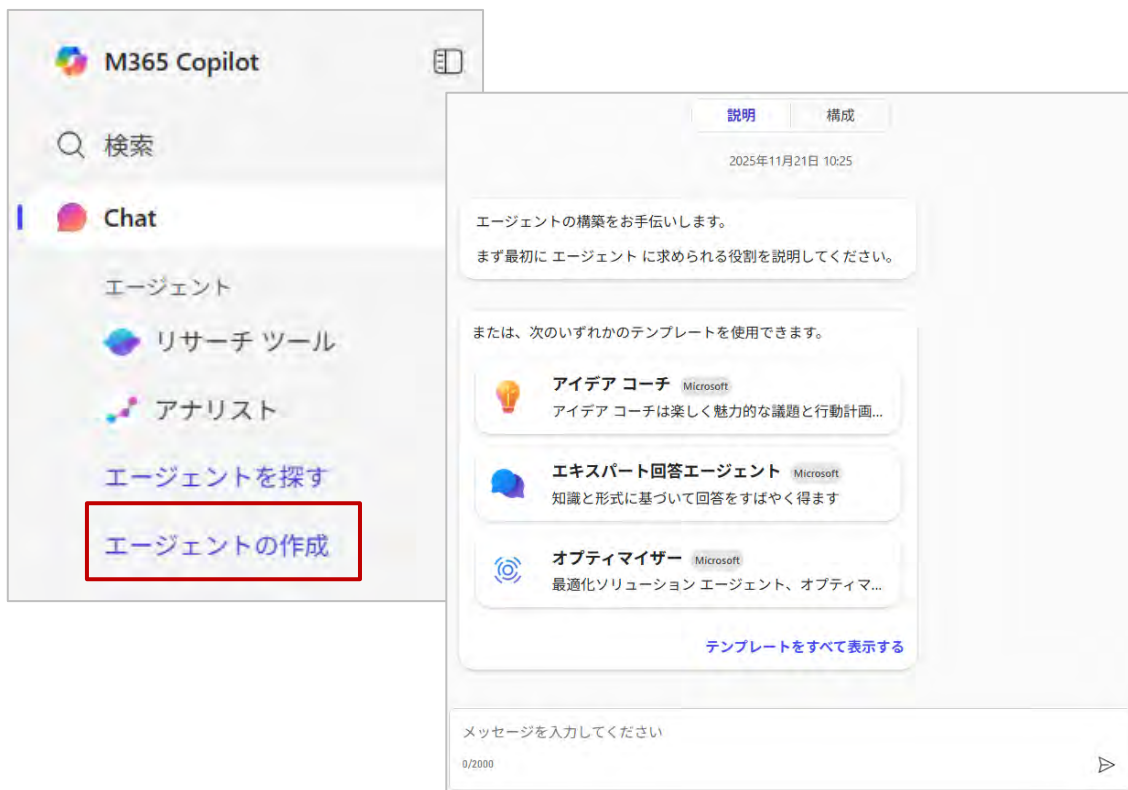 M365 Copilot
検索
Chat
エージェント
リサーチ ツール
アナリスト
エージェントを探す
エージェントの作成
説明 構成
2025年11月21日 10:25
エージェントの構築をお手伝いします。
まず最初に エージェント に求められる役割を説明してください。
または、次のいずれかのテンプレートを使用できます。
アイデア コーチ Microsoft
アイデア コーチは楽しく魅力的な議題と行動計画...
エキスパート回答エージェント Microsoft
知識と形式に基づいて回答をすばやく得ます
オプティマイザー Microsoft
最適化ソリューション エージェント、オプティマ...
テンプレートをすべて表示する
メッセージを入力してください
0/2000